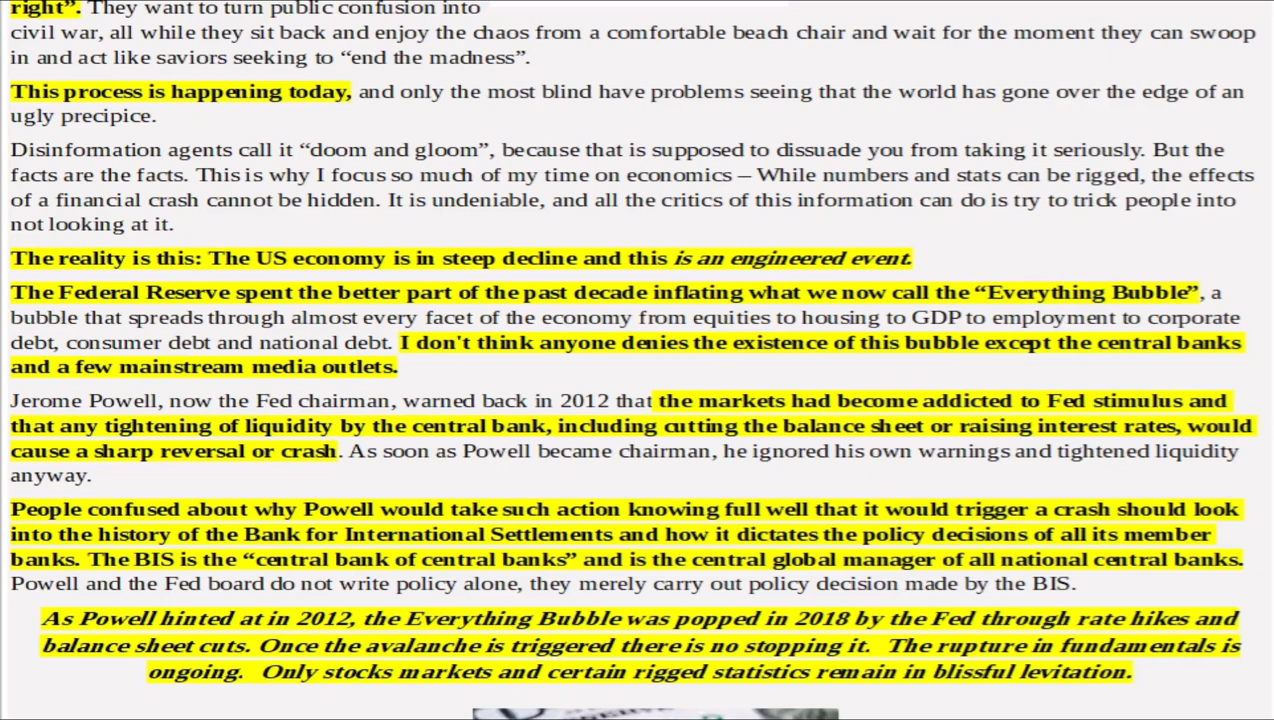 right”. They want to turn public confusion into
civil war, all while they sit back and enjoy the chaos from a comfortable beach chair and wait for the moment they can swoop
in and act like saviors seeking to “end the madness”.
This process is happening today, and only the most blind have problems seeing that the world has gone over the edge of an
ugly precipice.
Disinformation agents call it “doom and gloom”, because that is supposed to dissuade you from taking it seriously. But the
facts are the facts. This is why I focus so much of my time on economics – While numbers and stats can be rigged, the effects
of a financial crash cannot be hidden. It is undeniable, and all the critics of this information can do is try to trick people into
not looking at it.
The reality is this: The US economy is in steep decline and this is an engineered event.
The Federal Reserve spent the better part of the past decade inflating what we now call the “Everything Bubble”, a
bubble that spreads through almost every facet of the economy from equities to housing to GDP to employment to corporate
debt, consumer debt and national debt. I don't think anyone denies the existence of this bubble except the central banks
and a few mainstream media outlets.
Jerome Powell, now the Fed chairman, warned back in 2012 that the markets had become addicted to Fed stimulus and
that any tightening of liquidity by the central bank, including cutting the balance sheet or raising interest rates, would
cause a sharp reversal or crash. As soon as Powell became chairman, he ignored his own warnings and tightened liquidity
anyway.
People confused about why Powell would take such action knowing full well that it would trigger a crash should look
into the history of the Bank for International Settlements and how it dictates the policy decisions of all its member
banks. The BIS is the “central bank of central banks” and is the central global manager of all national central banks.
Powell and the Fed board do not write policy alone, they merely carry out policy decision made by the BIS.
As Powell hinted at in 2012, the Everything Bubble was popped in 2018 by the Fed through rate hikes and
balance sheet cuts. Once the avalanche is triggered there is no stopping it. The rupture in fundamentals is
ongoing. Only stocks markets and certain rigged statistics remain in blissful levitation.